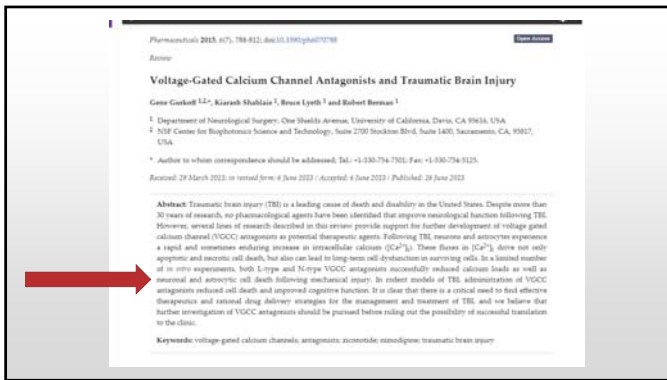 Pharmaceuticals 2013, 6(7), 788-812; doi:10.3390/ph6070788
Open Access
Review
Voltage-Gated Calcium Channel Antagonists and Traumatic Brain Injury
Gene Gurkoff 1,2,*, Kiarash Shahlaie 1, Bruce Lyeth 1 and Robert Berman 1
1 Department of Neurological Surgery, One Shields Avenue, University of California, Davis, CA 95616, USA
2 NSF Center for Biophotonics Science and Technology, Suite 2700 Stockton Blvd, Suite 1400, Sacramento, CA, 95817,
USA
* Author to whom correspondence should be addressed; Tel.: +1-530-754-7501; Fax: +1-530-754-5125.
Received: 29 March 2013; in revised form: 6 June 2013 / Accepted: 6 June 2013 / Published: 26 June 2013
Abstract: Traumatic brain injury (TBI) is a leading cause of death and disability in the United States. Despite more than
30 years of research, no pharmacological agents have been identified that improve neurological function following TBI.
However, several lines of research described in this review provide support for further development of voltage gated
calcium channel (VGCC) antagonists as potential therapeutic agents. Following TBI, neurons and astrocytes experience
a rapid and sometimes enduring increase in intracellular calcium ([Ca2+]i). These fluxes in [Ca2+]i drive not only
apoptotic and necrotic cell death, but also can lead to long-term cell dysfunction in surviving cells. In a limited number
of in vitro experiments, both L-type and N-type VGCC antagonists successfully reduced calcium loads as well as
neuronal and astrocytic cell death following mechanical injury. In rodent models of TBI, administration of VGCC
antagonists reduced cell death and improved cognitive function. It is clear that there is a critical need to find effective
therapeutics and rational drug delivery strategies for the management and treatment of TBI, and we believe that
further investigation of VGCC antagonists should be pursued before ruling out the possibility of successful translation
to the clinic.
Keywords: voltage-gated calcium channels; antagonists; ziconotide; nimodipine; traumatic brain injury